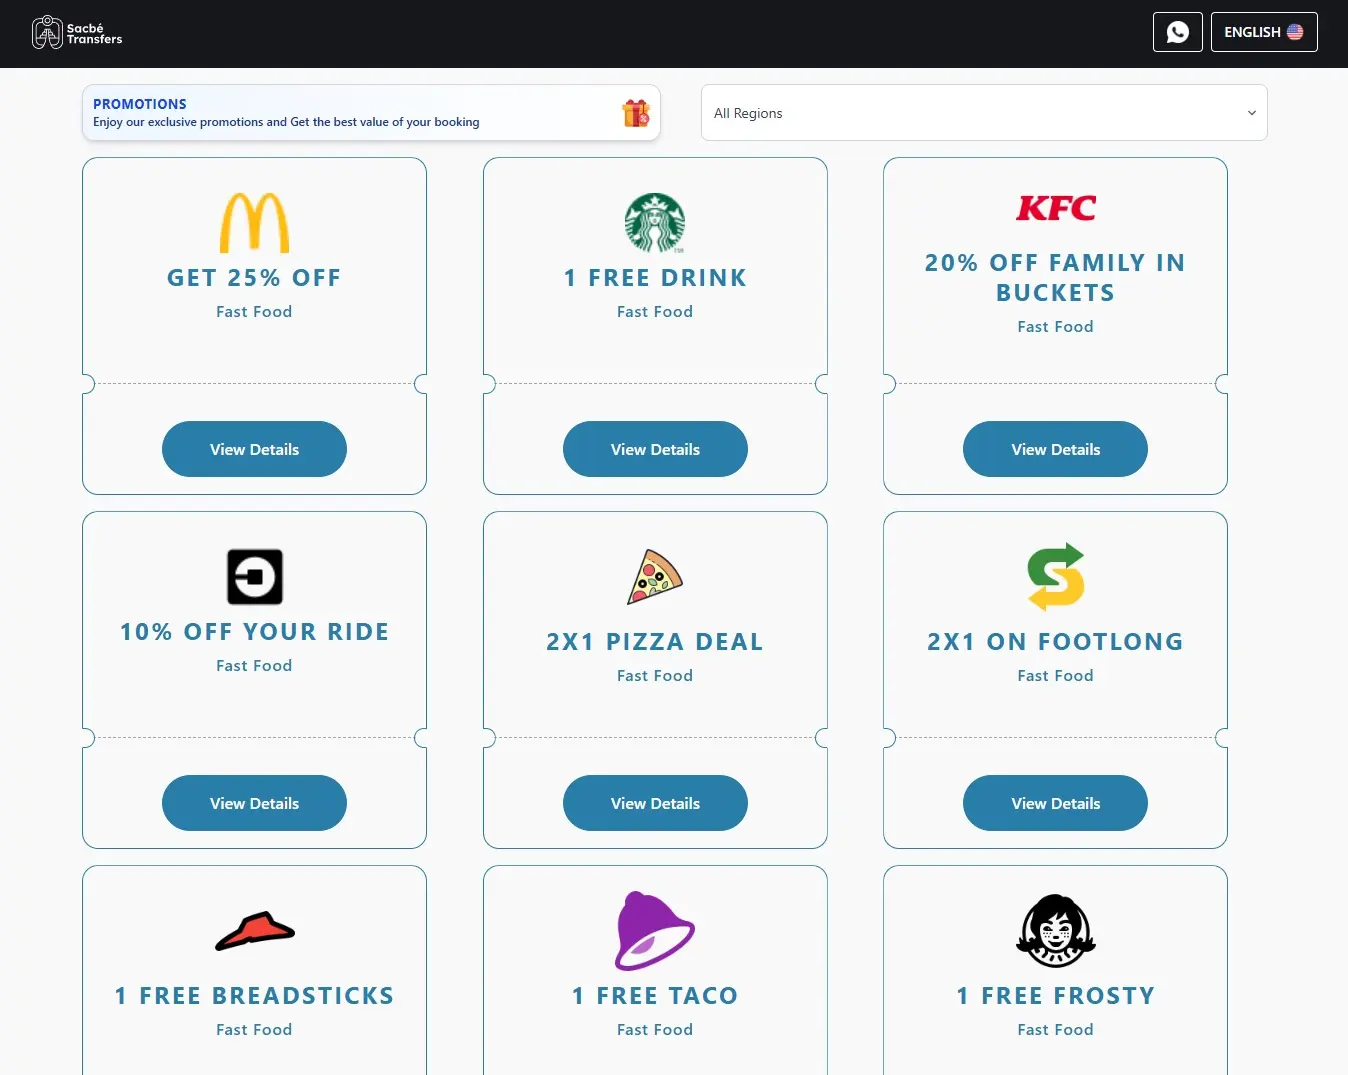 Sacbé
Transfers
ENGLISH
PROMOTIONS
Enjoy our exclusive promotions and Get the best value of your booking
All Regions
GET 25% OFF
Fast Food
View Details
1 FREE DRINK
Fast Food
View Details
KFC
20% OFF FAMILY IN
BUCKETS
Fast Food
View Details
10% OFF YOUR RIDE
Fast Food
View Details
2X1 PIZZA DEAL
Fast Food
View Details
2X1 ON FOOTLONG
Fast Food
View Details
1 FREE BREADSTICKS
Fast Food
1 FREE TACO
Fast Food
1 FREE FROSTY
Fast Food